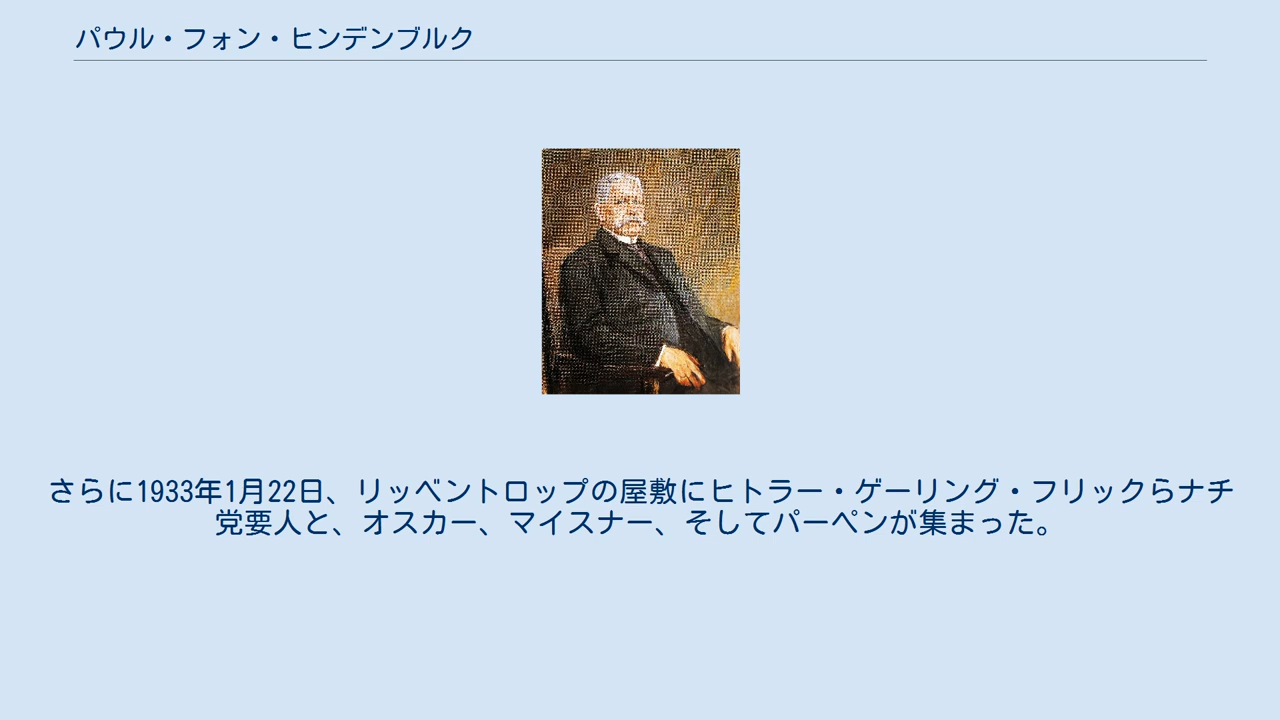 パウル・フォン・ヒンデンブルク
さらに1933年1月22日、リッベントロップの屋敷にヒトラー・ゲーリング・フリックらナチ
党要人と、オスカー、マイスナー、そしてパーペンが集まった。